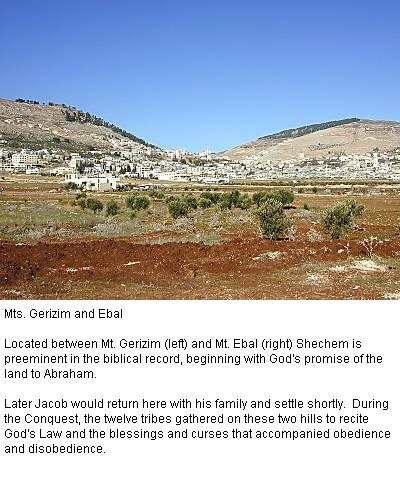 Mts. Gerizim and Ebal
Located between Mt. Gerizim (left) and Mt. Ebal (right) Shechem is
preeminent in the biblical record, beginning with God's promise of the
land to Abraham.
Later Jacob would return here with his family and settle shortly.  During
the Conquest, the twelve tribes gathered on these two hills to recite
God's Law and the blessings and curses that accompanied obedience
and disobedience.